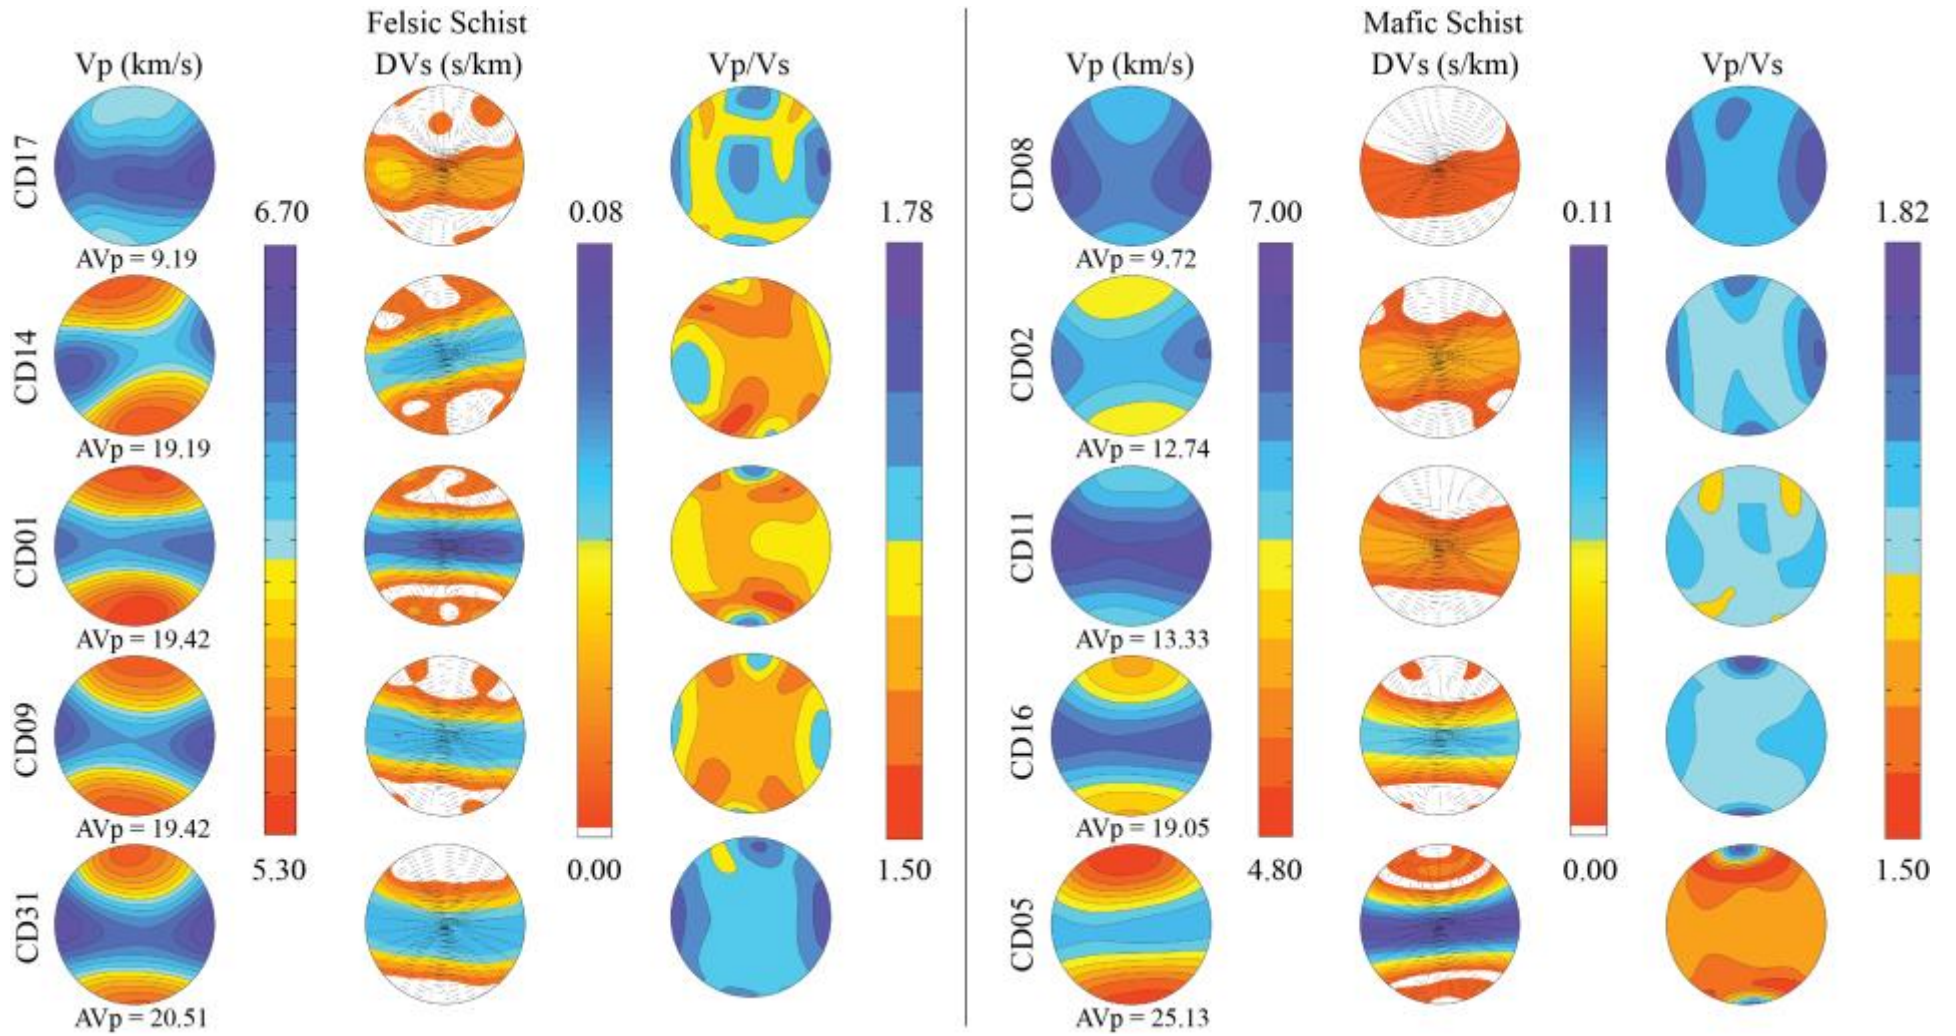 Felsic Schist
Vp (km/s) DVs (s/km) Vp/Vs
CD17
6.70 0.08 1.78
AVp = 9.19
CD14
AVp = 19.19
CD01
AVp = 19.42
CD09
AVp = 19.42
5.30 0.00 1.50
CD31
AVp = 20.51
Mafic Schist
Vp (km/s) DVs (s/km) Vp/Vs
CD08
7.00 0.11 1.82
AVp = 9.72
CD02
AVp = 12.74
CD11
AVp = 13.33
CD16
AVp = 19.05
4.80 0.00 1.50
CD05
AVp = 25.13